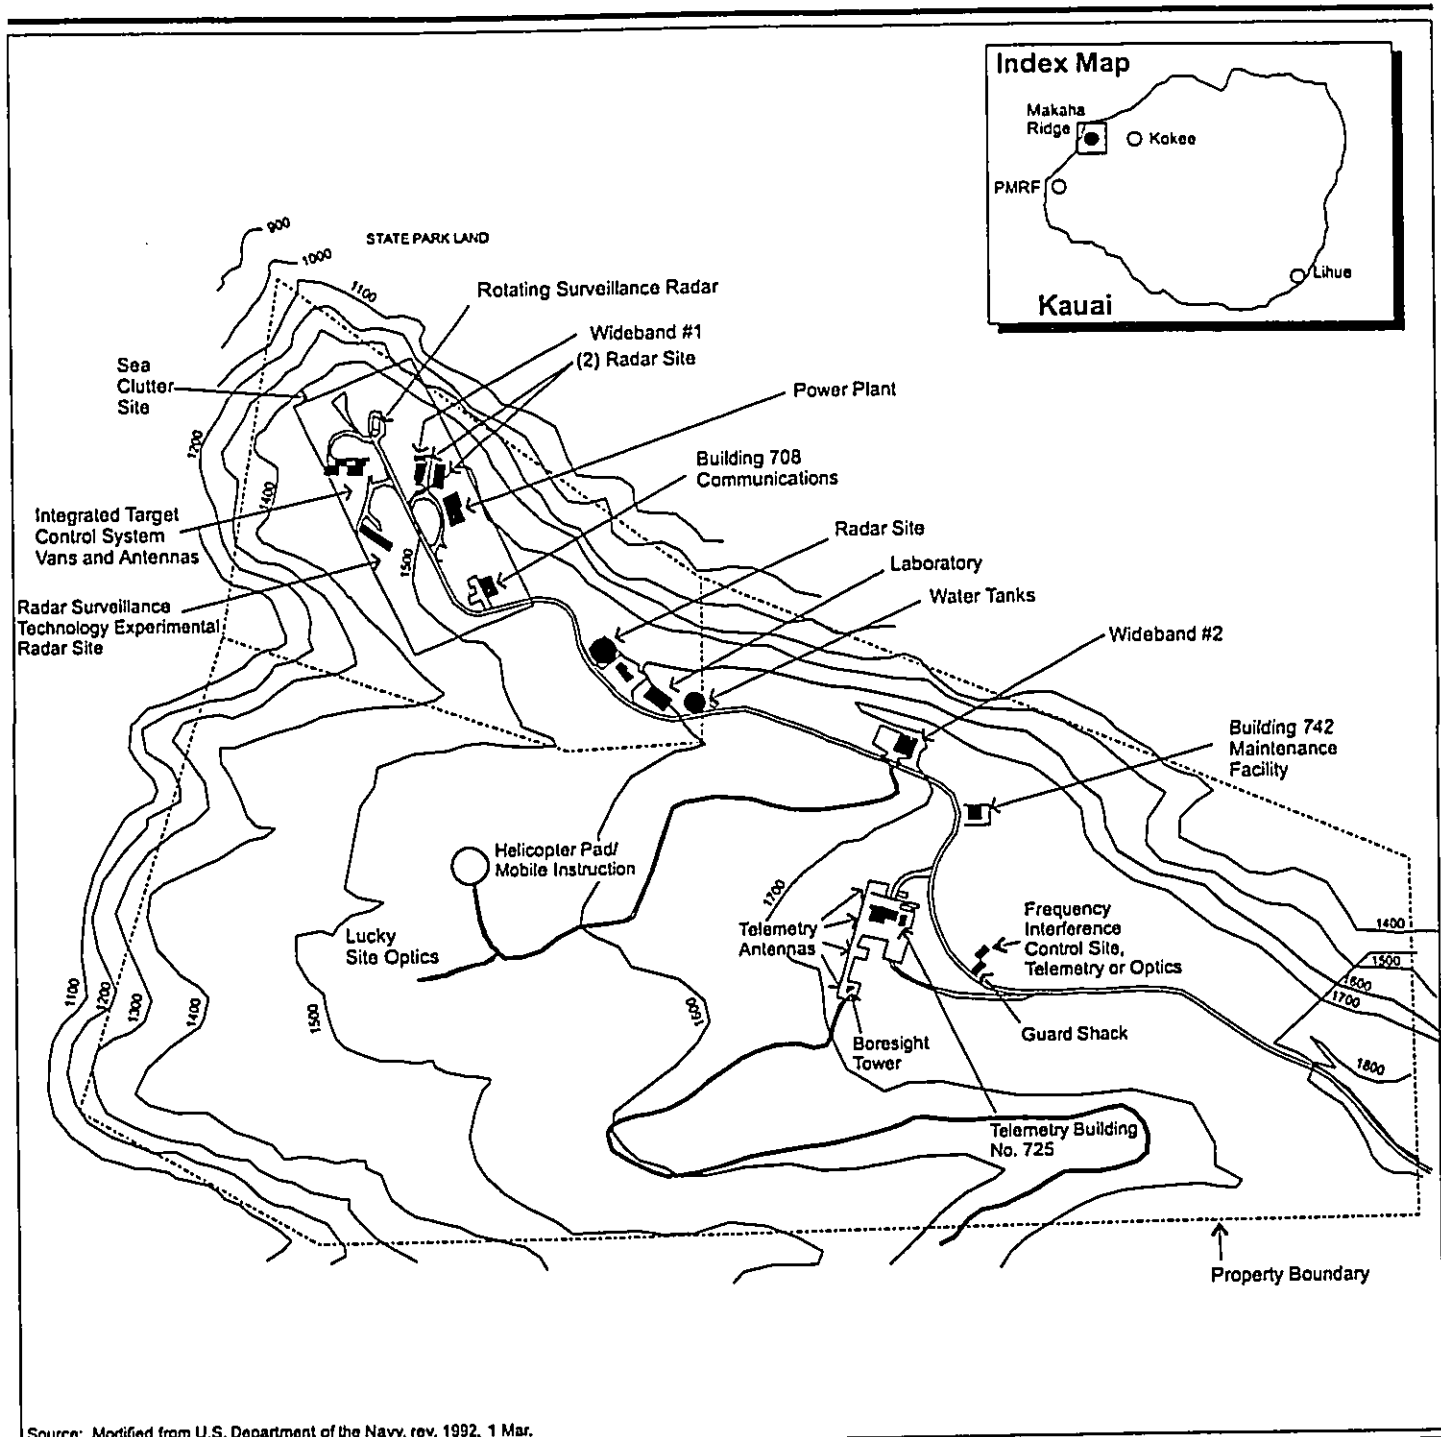 Index Map
Makaha
Ridge
Kokee
PMRF
Lihue
Kauai
900
STATE PARK LAND
1000
1100
Rotating Surveillance Radar
Wideband #1
(2) Radar Site
Sea
Clutter
Site
Power Plant
1200
Building 708
Communications
1400
Integrated Target
Control System
Vans and Antennas
Radar Site
1500
Laboratory
Water Tanks
Radar Surveillance
Technology Experimental
Radar Site
Wideband #2
Building 742
Maintenance
Facility
Helicopter Pad/
Mobile Instruction
1700
Frequency
Interference
Control Site,
Telemetry or Optics
Telemetry
Antennas
Lucky
Site Optics
1400
1500
1600
1700
1100
1200
1300
1400
1500
1600
Guard Shack
Boresight
Tower
1800
Telemetry Building
No. 725
Property Boundary
Source: Modified from U.S. Department of the Navy, rev. 1992, 1 Mar.